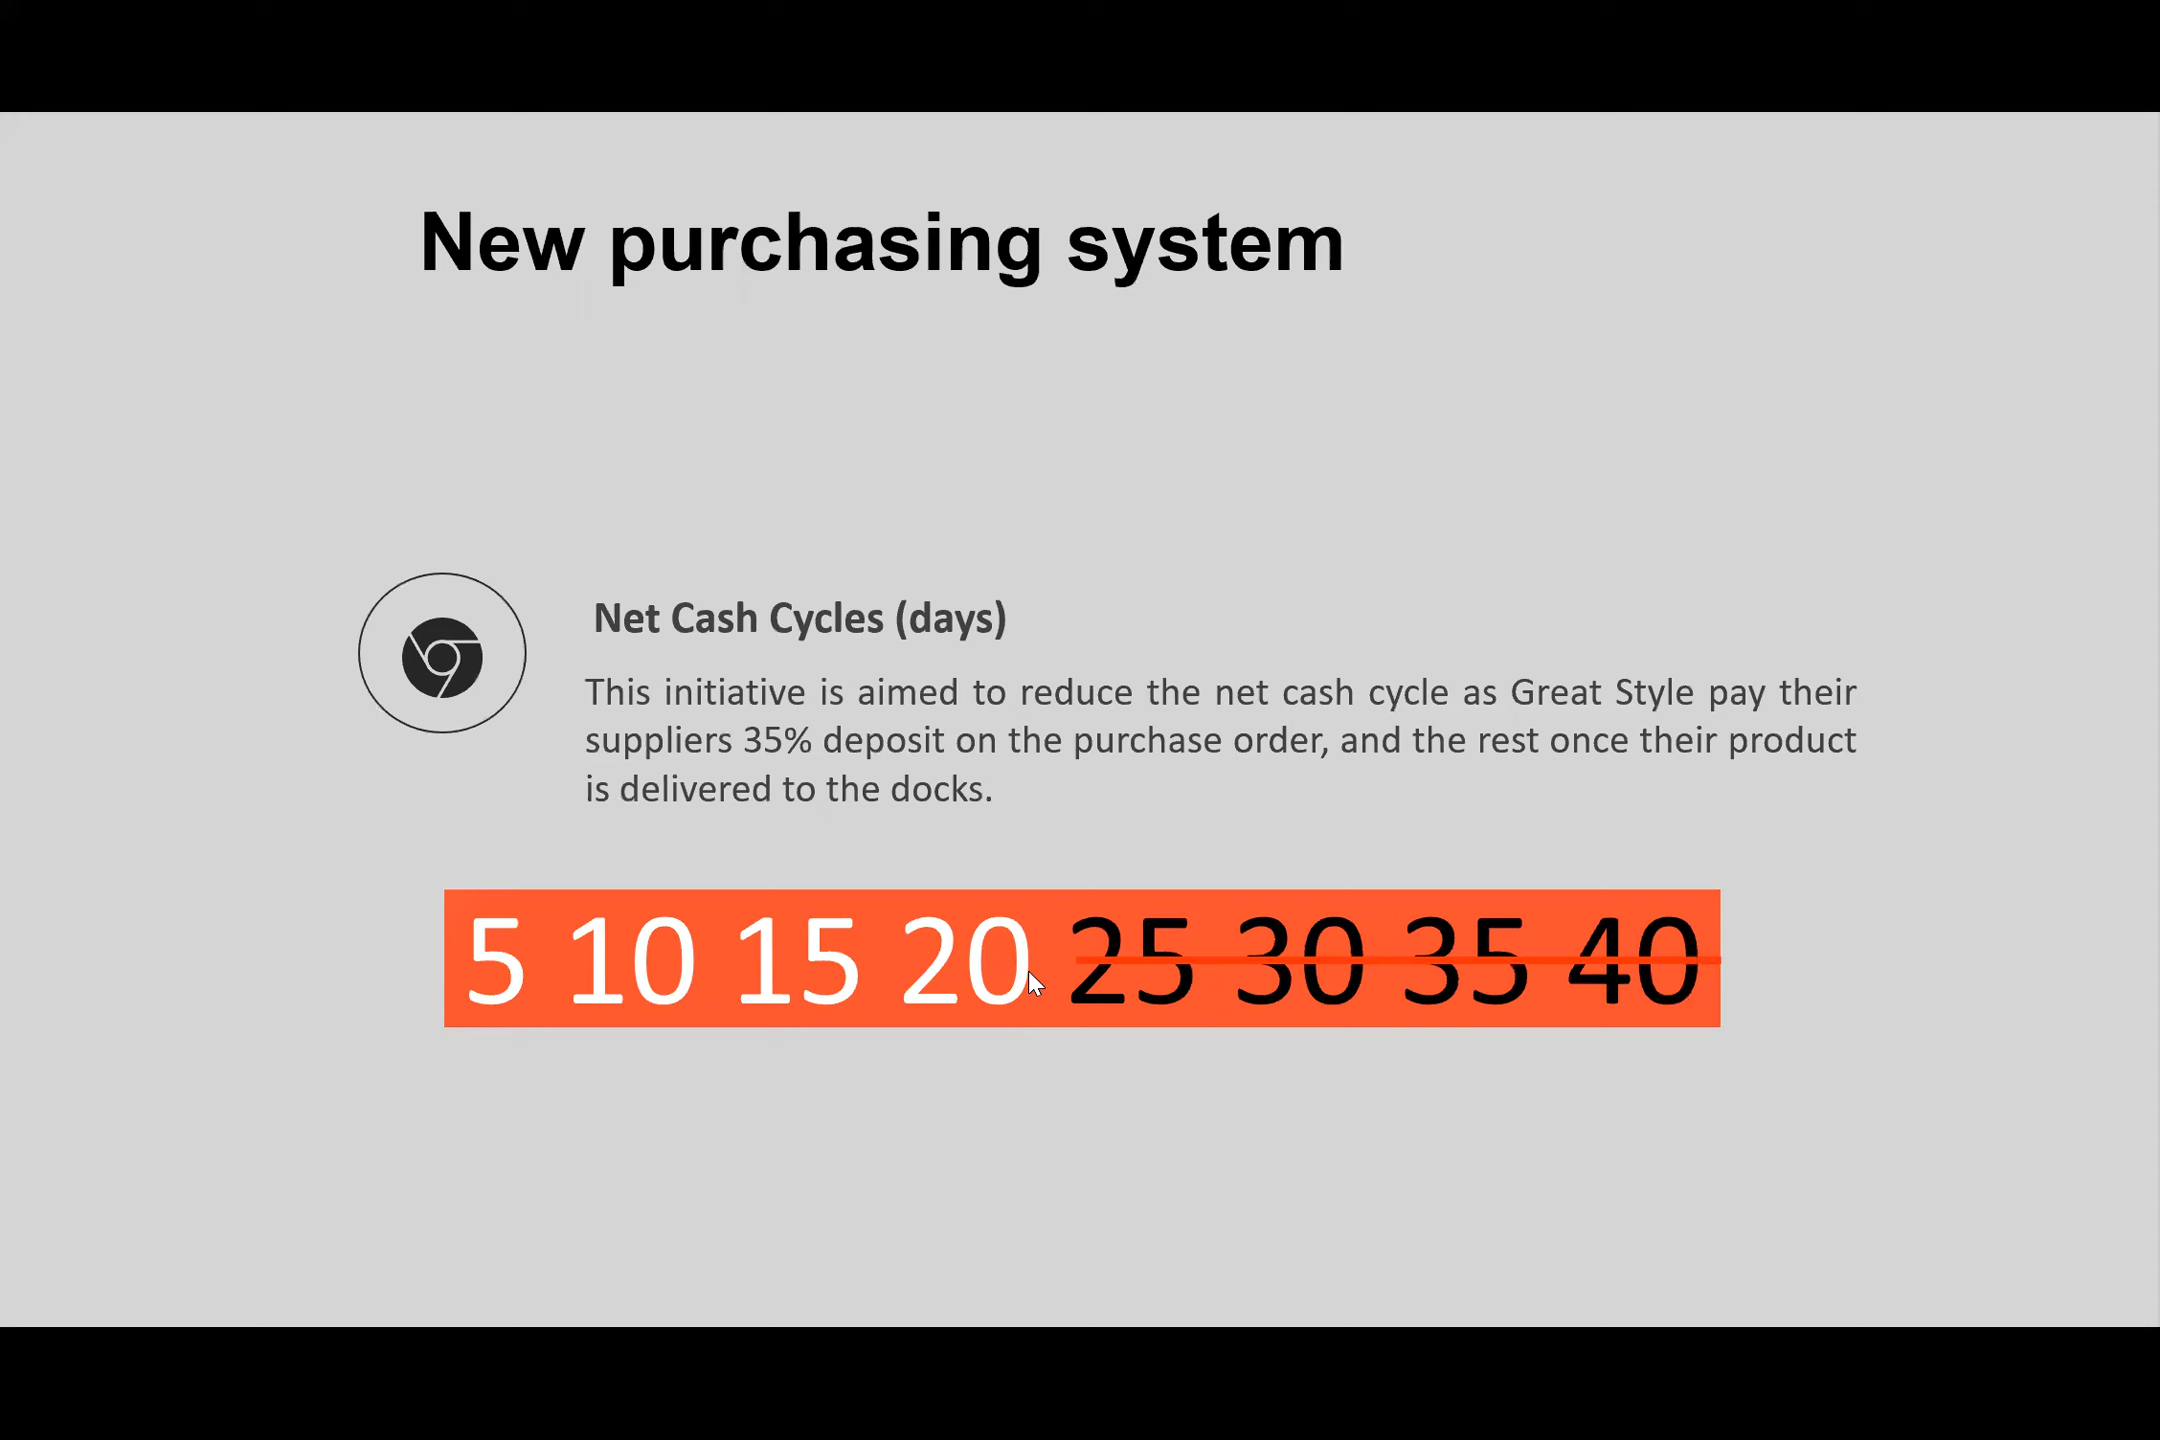 New purchasing system
Net Cash Cycles (days)
This initiative is aimed to reduce the net cash cycle as Great Style pay their
suppliers 35% deposit on the purchase order, and the rest once their product
is delivered to the docks.
5 10 15 20 25 30 35 40